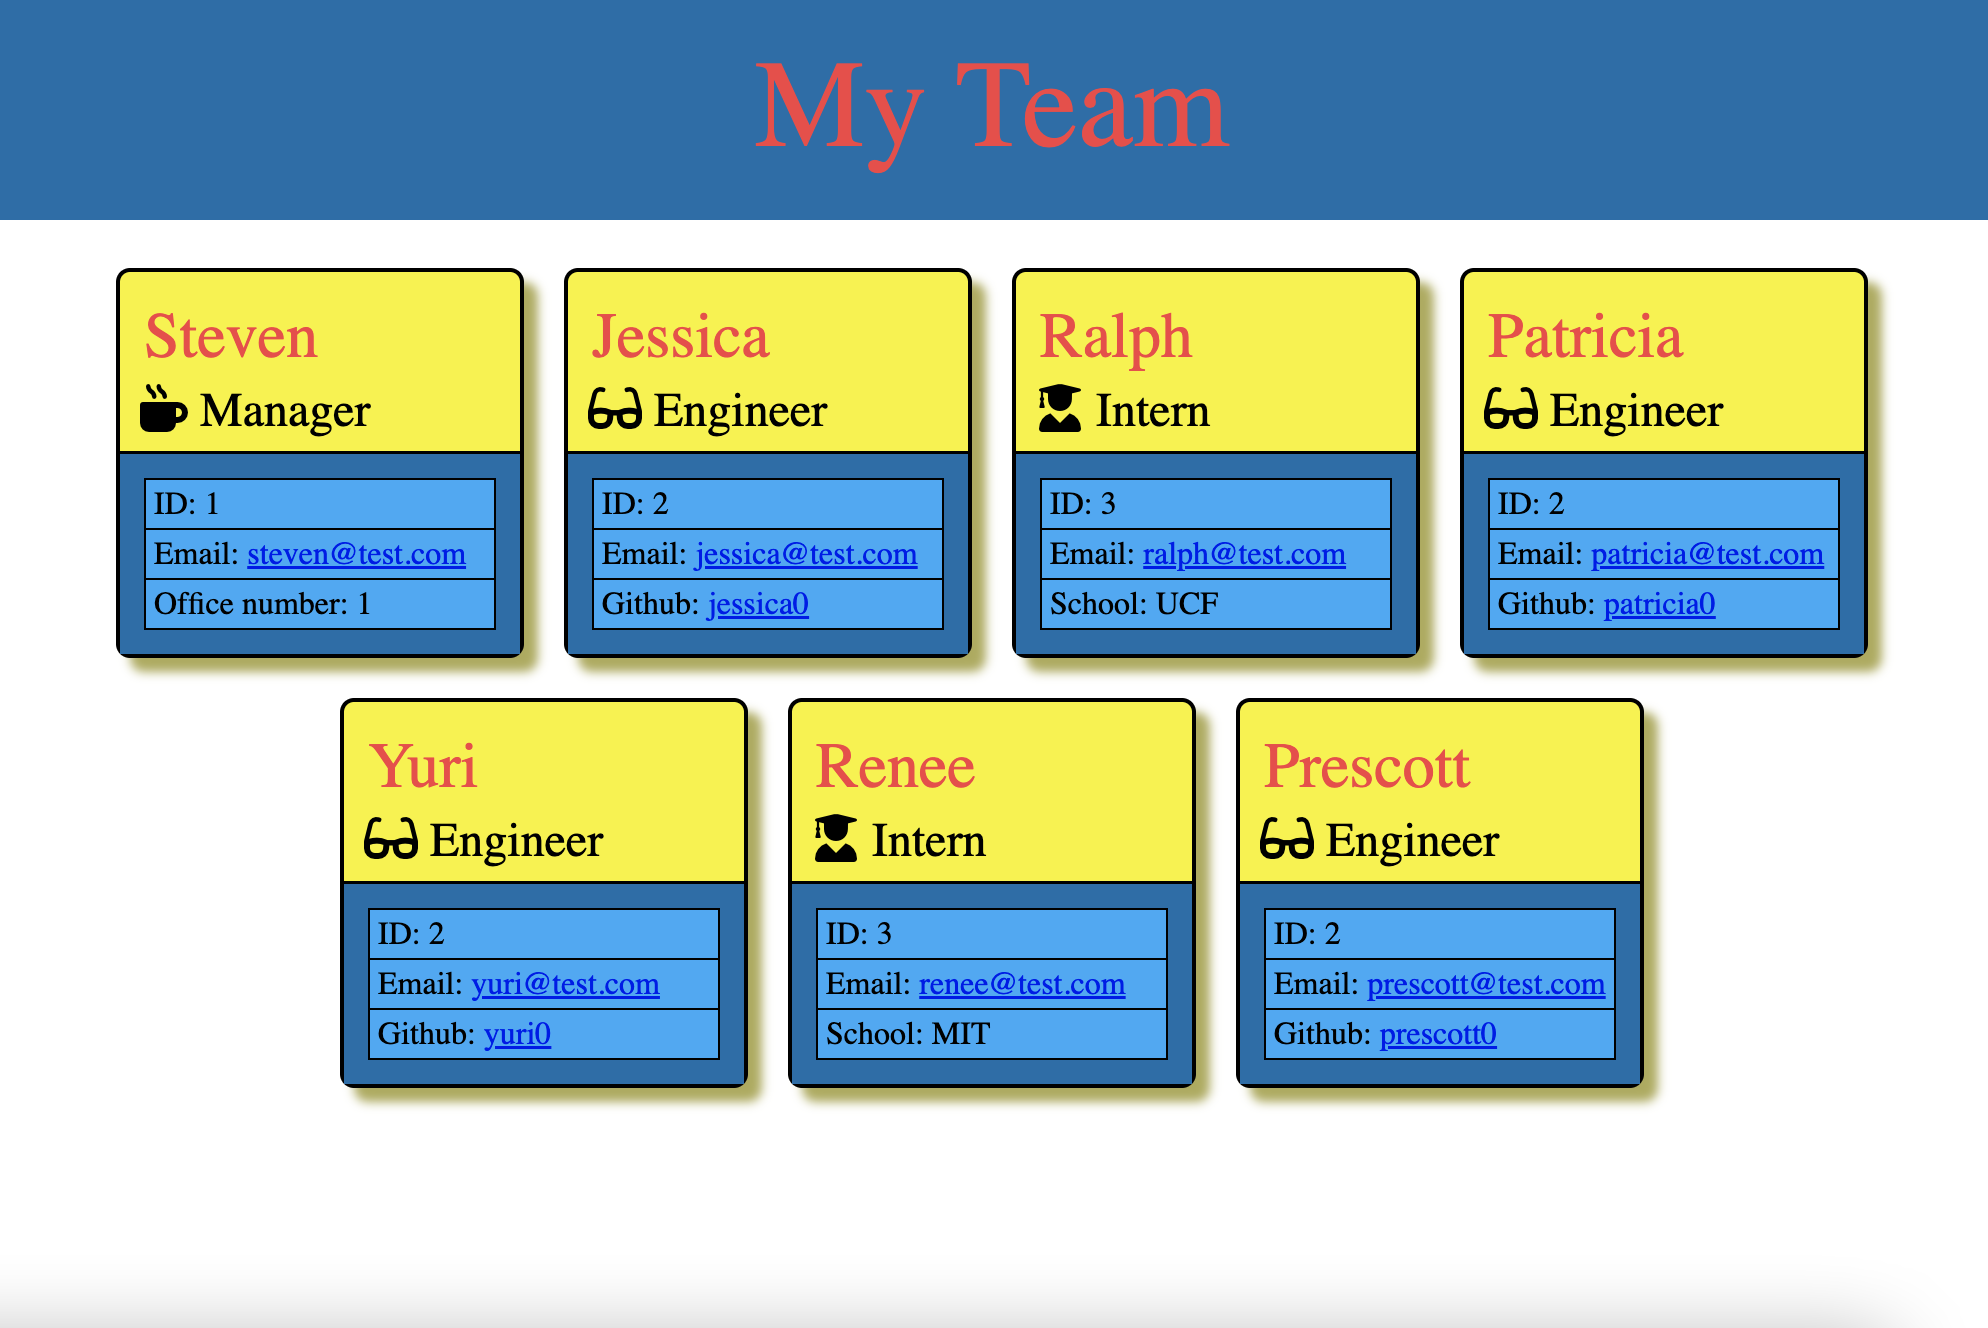 My Team
Steven
Manager
ID: 1
Email: steven@test.com
Office number: 1
Jessica
Engineer
ID: 2
Email: jessica@test.com
Github: jessica0
Ralph
Intern
ID: 3
Email: ralph@test.com
School: UCF
Patricia
Engineer
ID: 2
Email: patricia@test.com
Github: patricia0
Yuri
Engineer
ID: 2
Email: yuri@test.com
Github: yuri0
Renee
Intern
ID: 3
Email: renee@test.com
School: MIT
Prescott
Engineer
ID: 2
Email: prescott@test.com
Github: prescott0